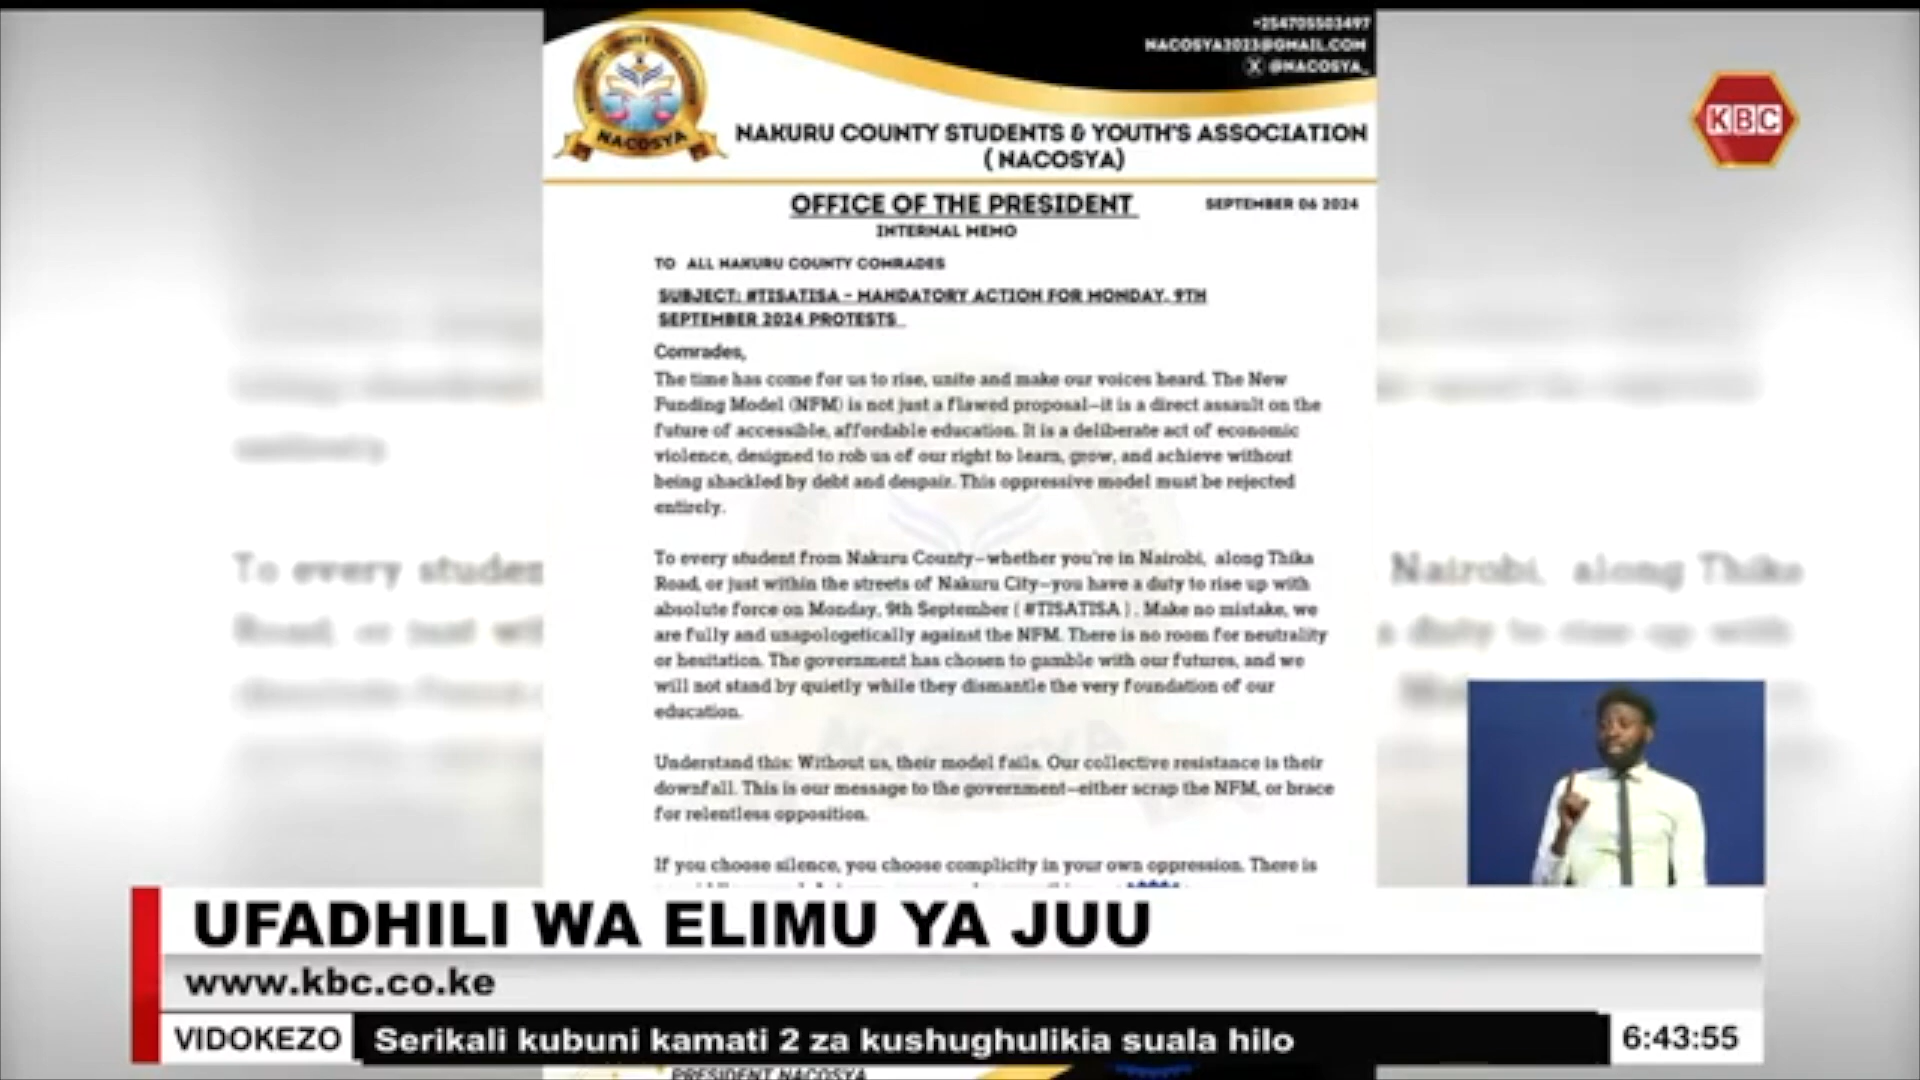 +254705503497
NACOSYA2023@GMAIL.COM
X @NACOSYA_
KBC
NACOSYA
NAKURU COUNTY STUDENTS & YOUTH'S ASSOCIATION
( NACOSYA)
OFFICE OF THE PRESIDENT
SEPTEMBER 06 2024
INTERNAL MEMO
TO ALL NAKURU COUNTY COMRADES
SUBJECT: #TISATISA - MANDATORY ACTION FOR MONDAY, 9TH
SEPTEMBER 2024 PROTESTS
Comrades,
The time has come for us to rise, unite and make our voices heard. The New
Funding Model (NFM) is not just a flawed proposal—it is a direct assault on the
future of accessible, affordable education. It is a deliberate act of economic
violence, designed to rob us of our right to learn, grow, and achieve without
being shackled by debt and despair. This oppressive model must be rejected
entirely.
To every student from Nakuru County—whether you're in Nairobi, along Thika
Road, or just within the streets of Nakuru City—you have a duty to rise up with
absolute force on Monday, 9th September ( #TISATISA ) . Make no mistake, we
are fully and unapologetically against the NFM. There is no room for neutrality
or hesitation. The government has chosen to gamble with our futures, and we
will not stand by quietly while they dismantle the very foundation of our
education.
Understand this: Without us, their model fails. Our collective resistance is their
downfall. This is our message to the government—either scrap the NFM, or brace
for relentless opposition.
If you choose silence, you choose complicity in your own oppression. There is
UFADHILI WA ELIMU YA JUU
www.kbc.co.ke
VIDOKEZO
Serikali kubuni kamati 2 za kushughulikia suala hilo
6:43:55
PRESIDENT NACOSYA